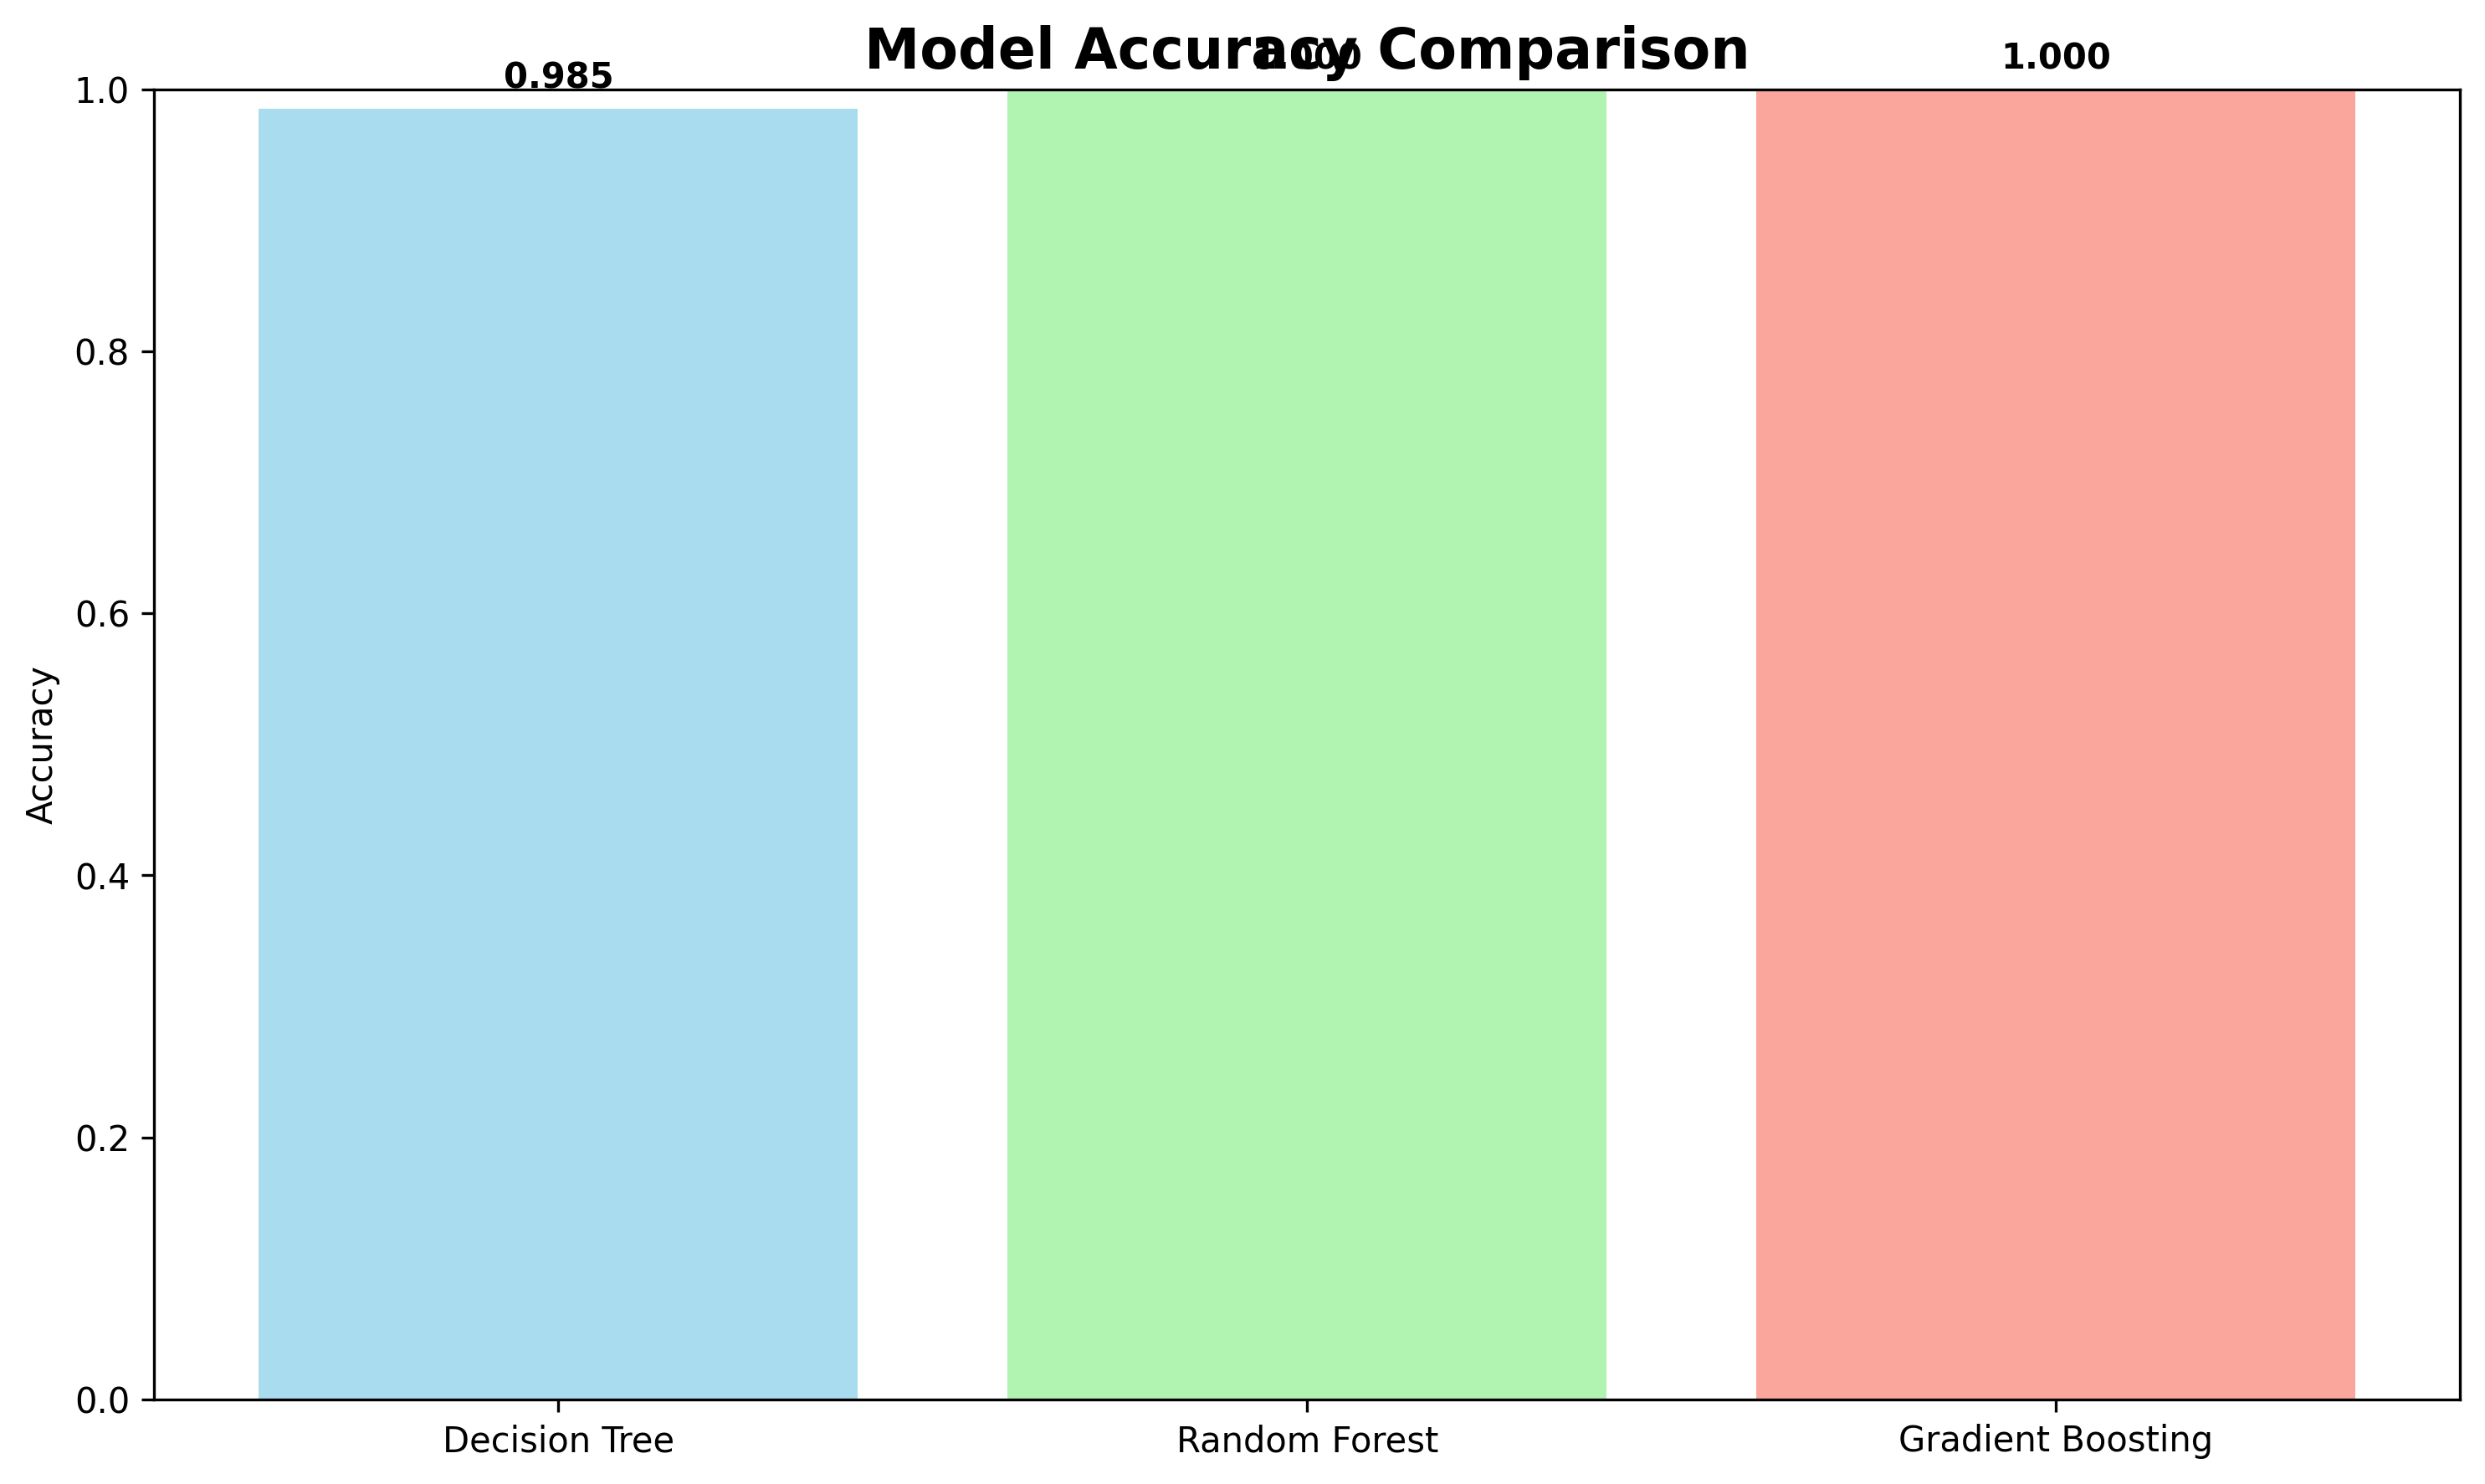 Model Accuracy Comparison
0.985
1.000
1.0
0.8
0.6
0.4
0.2
0.0
Accuracy
Decision Tree
Random Forest
Gradient Boosting